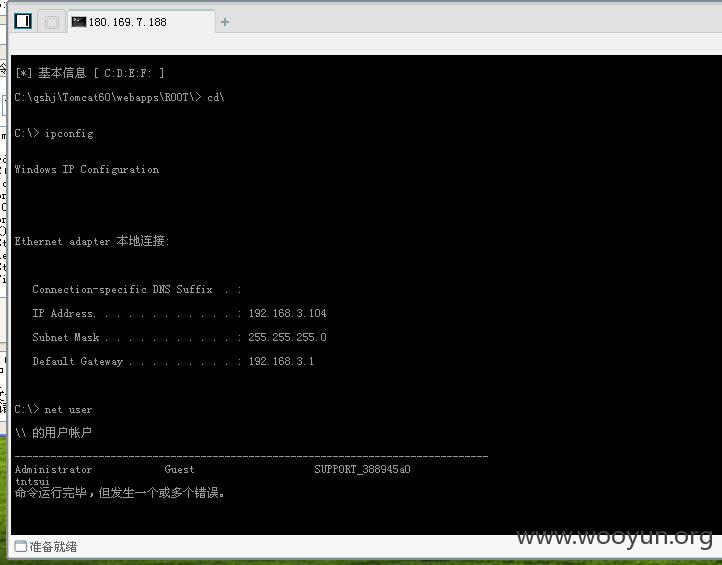 180.169.7.188
[*] 基本信息 [ C:D:E:F: ]
C:\qshj\Tomcat60\webapps\ROOT\> cd\
C:\> ipconfig
Windows IP Configuration
Ethernet adapter 本地连接:
Connection-specific DNS Suffix . :
IP Address. . . . . . . . . . . . : 192.168.3.104
Subnet Mask . . . . . . . . . . . : 255.255.255.0
Default Gateway . . . . . . . . . : 192.168.3.1
C:\> net user
\\ 的用户帐户
-------------------------------------------------------------------------------
Administrator Guest SUPPORT_388945a0
tntsui
命令运行完毕，但发生一个或多个错误。
www.wooyun.org
准备就绪